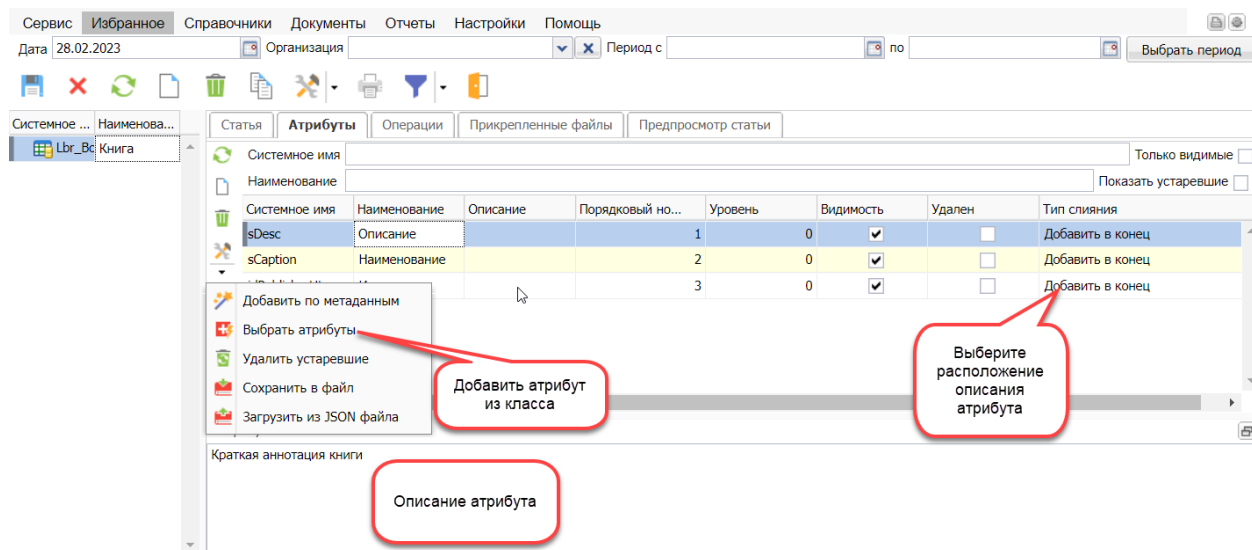 Сервис Избранное Справочники Документы Отчеты Настройки Помощь
Дата 28.02.2023 Организация Период с по Выбрать период
Системное ... Наименова...
Lbr_Bo Книга
Статья Атрибуты Операции Прикрепленные файлы Предпросмотр статьи
Системное имя Только видимые
Наименование Показать устаревшие
Системное имя Наименование Описание Порядковый но... Уровень Видимость Удален Тип слияния
sDesc Описание 1 0 Добавить в конец
sCaption Наименование 2 0 Добавить в конец
3 0 Добавить в конец
Добавить по метаданным
Выбрать атрибуты
Удалить устаревшие
Сохранить в файл
Загрузить из JSON файла
Добавить атрибут
из класса
Выберите
расположение
описания
атрибута
Краткая аннотация книги
Описание атрибута